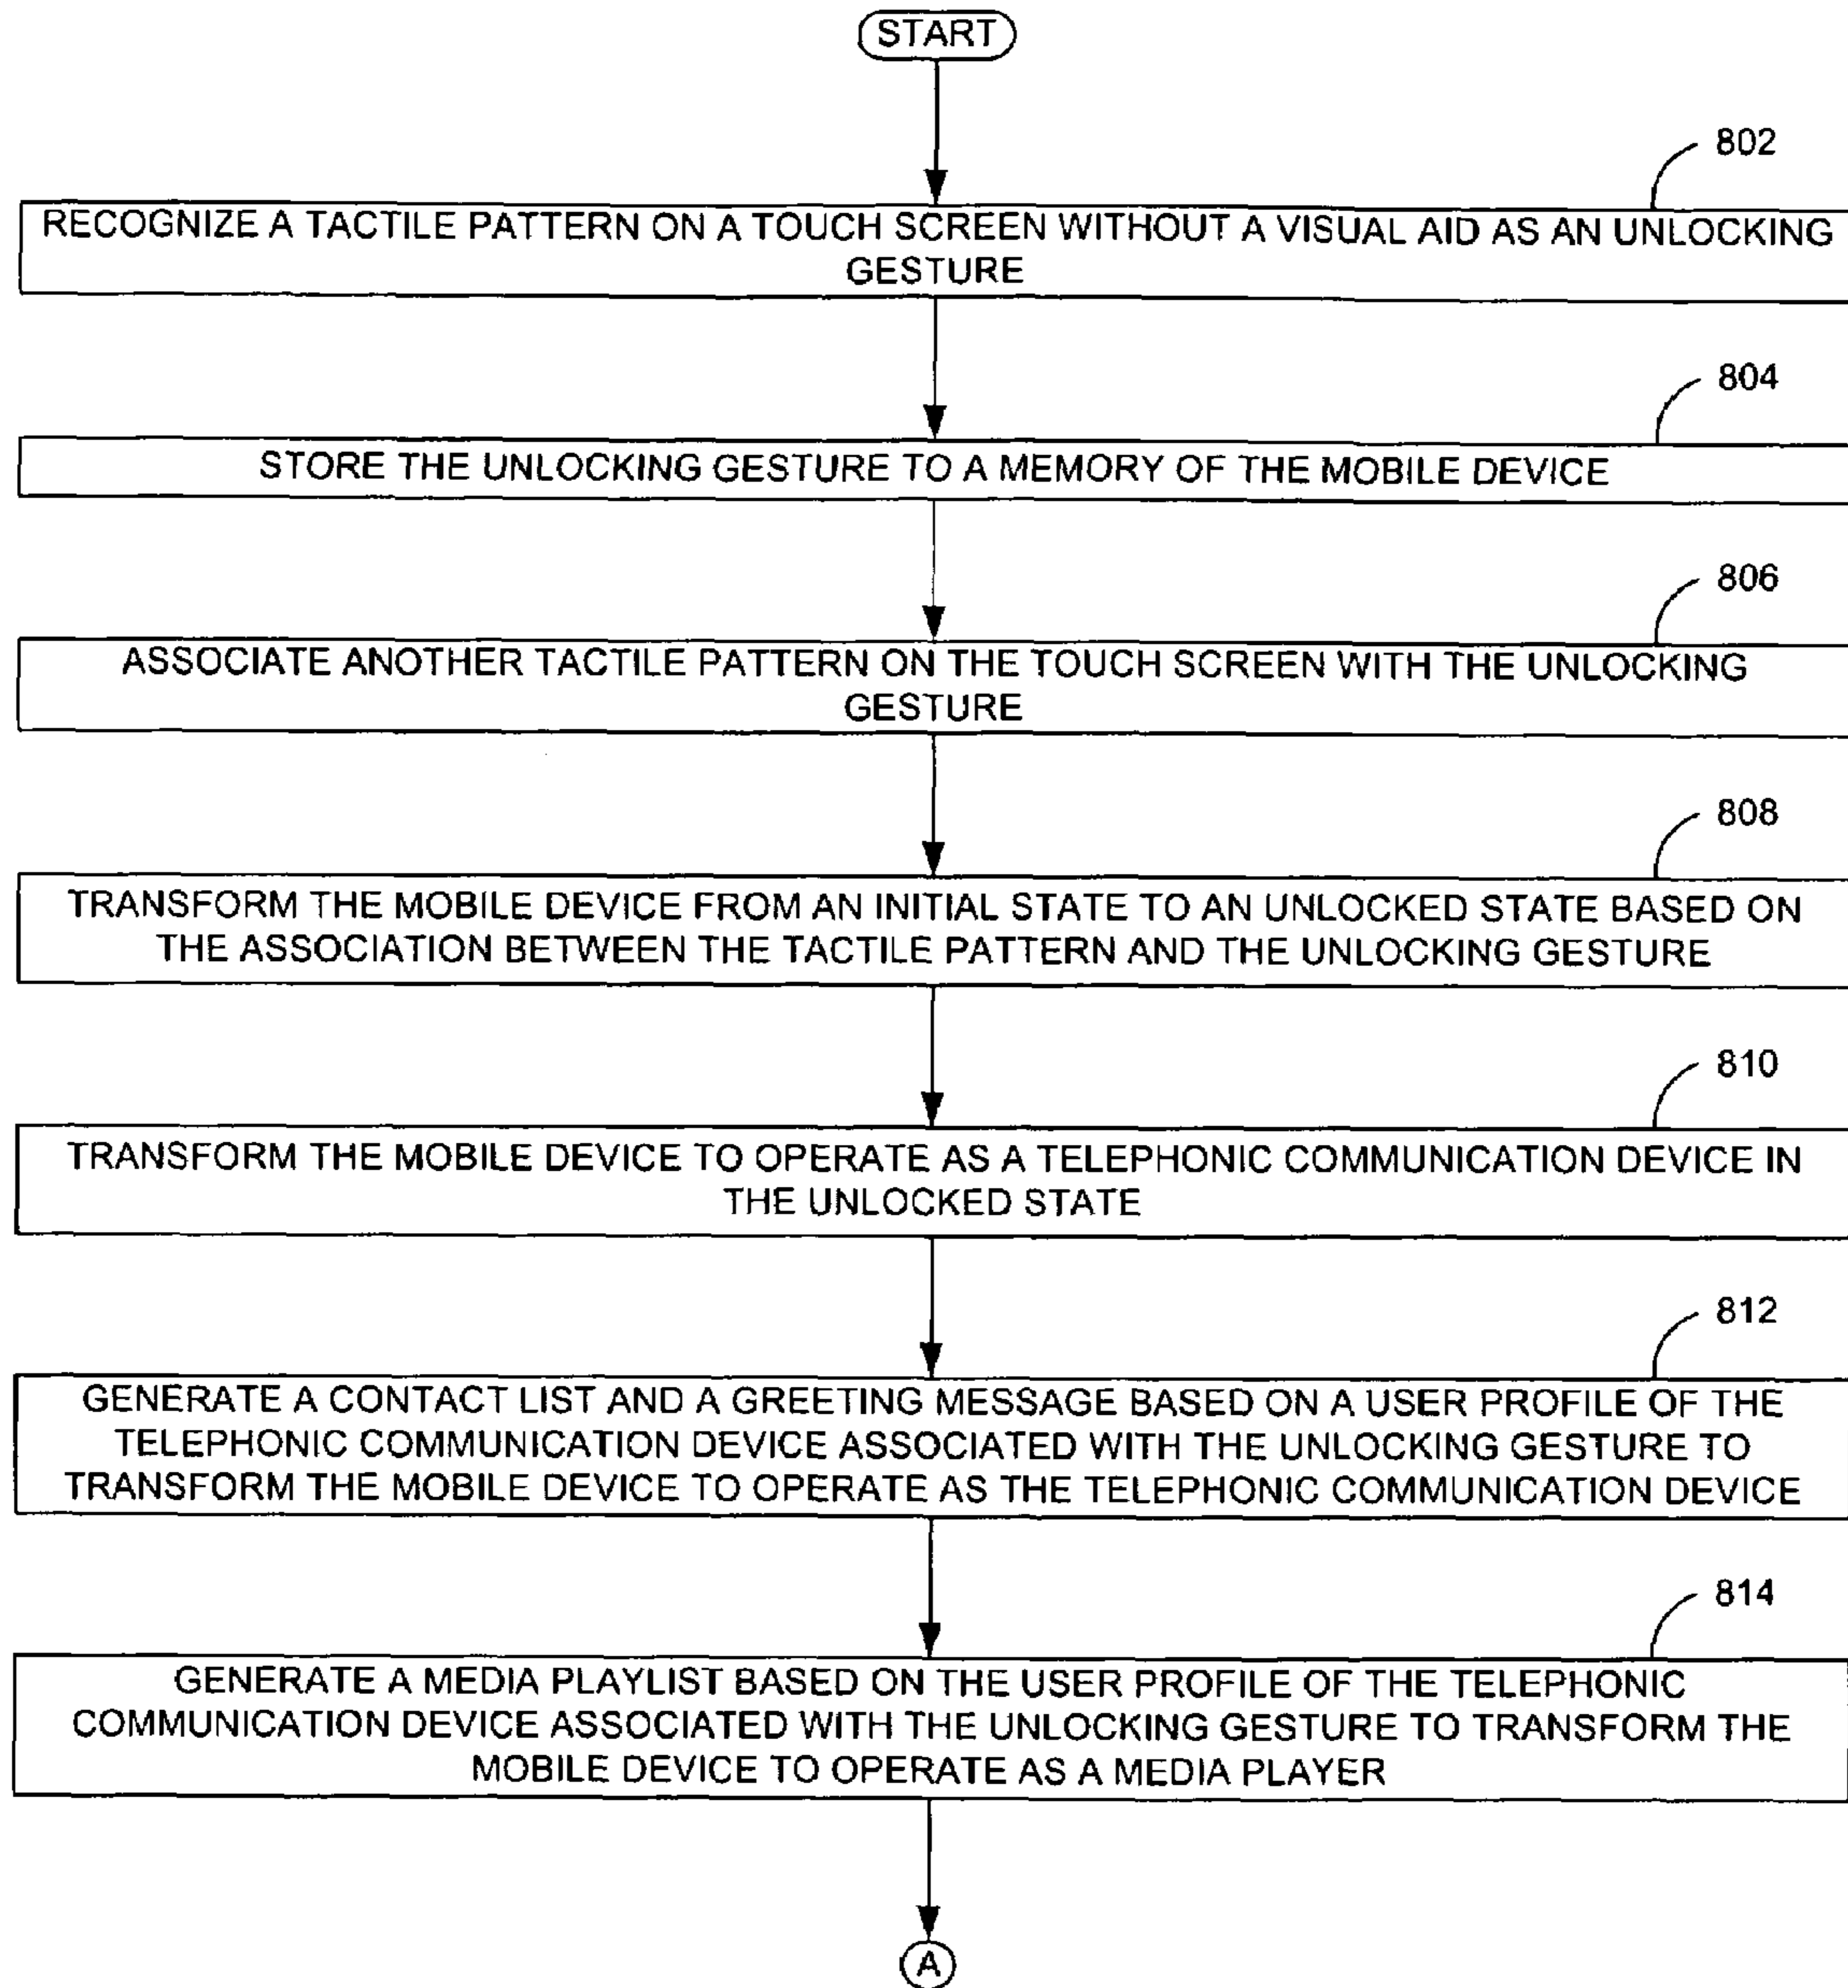 START
802
RECOGNIZE A TACTILE PATTERN ON A TOUCH SCREEN WITHOUT A VISUAL AID AS AN UNLOCKING
GESTURE
804
STORE THE UNLOCKING GESTURE TO A MEMORY OF THE MOBILE DEVICE
806
ASSOCIATE ANOTHER TACTILE PATTERN ON THE TOUCH SCREEN WITH THE UNLOCKING
GESTURE
808
TRANSFORM THE MOBILE DEVICE FROM AN INITIAL STATE TO AN UNLOCKED STATE BASED ON
THE ASSOCIATION BETWEEN THE TACTILE PATTERN AND THE UNLOCKING GESTURE
810
TRANSFORM THE MOBILE DEVICE TO OPERATE AS A TELEPHONIC COMMUNICATION DEVICE IN
THE UNLOCKED STATE
812
GENERATE A CONTACT LIST AND A GREETING MESSAGE BASED ON A USER PROFILE OF THE
TELEPHONIC COMMUNICATION DEVICE ASSOCIATED WITH THE UNLOCKING GESTURE TO
TRANSFORM THE MOBILE DEVICE TO OPERATE AS THE TELEPHONIC COMMUNICATION DEVICE
814
GENERATE A MEDIA PLAYLIST BASED ON THE USER PROFILE OF THE TELEPHONIC
COMMUNICATION DEVICE ASSOCIATED WITH THE UNLOCKING GESTURE TO TRANSFORM THE
MOBILE DEVICE TO OPERATE AS A MEDIA PLAYER
A